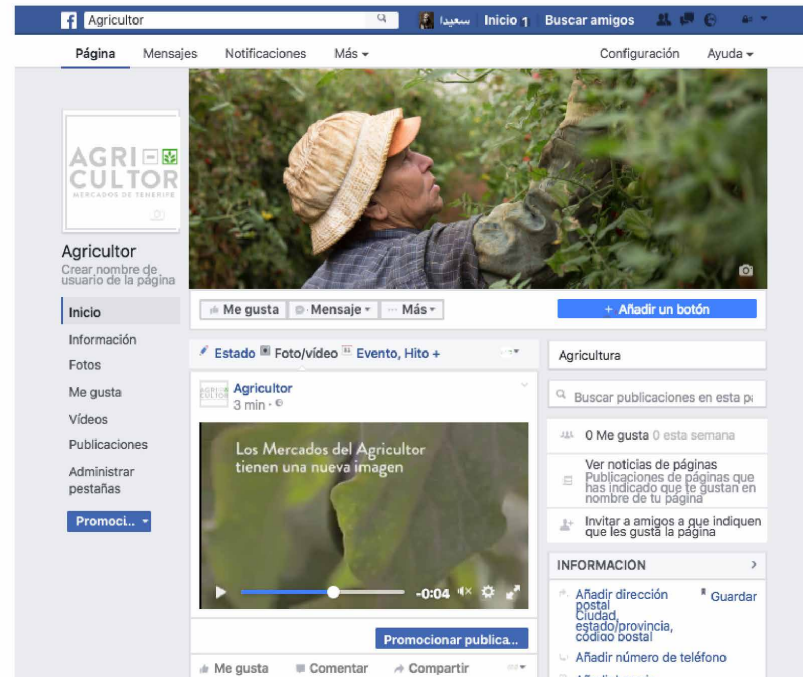 Agricultor
سعيدا
Inicio 1
Buscar amigos
Página
Mensajes
Notificaciones
Más
Configuración
Ayuda
AGRI
CULTOR
MERCADOS DE TENERIFE
Agricultor
Crear nombre de
usuario de la página
Inicio
Información
Fotos
Me gusta
Vídeos
Publicaciones
Administrar
pestañas
Promoci...
Me gusta
Mensaje
Más
+ Añadir un botón
Estado
Foto/vídeo
Evento, Hito +
AGRI
CULTOR
Agricultor
3 min ·
Los Mercados del Agricultor
tienen una nueva imagen
-0:04
Promocionar publica...
Me gusta
Comentar
Compartir
Agricultura
Buscar publicaciones en esta pá
0 Me gusta 0 esta semana
Ver noticias de páginas
Publicaciones de páginas que
has indicado que te gustan en
nombre de tu página
Invitar a amigos a que indiquen
que les gusta la página
INFORMACIÓN
Añadir dirección
postal
Ciudad,
estado/provincia,
código postal
Guardar
Añadir número de teléfono